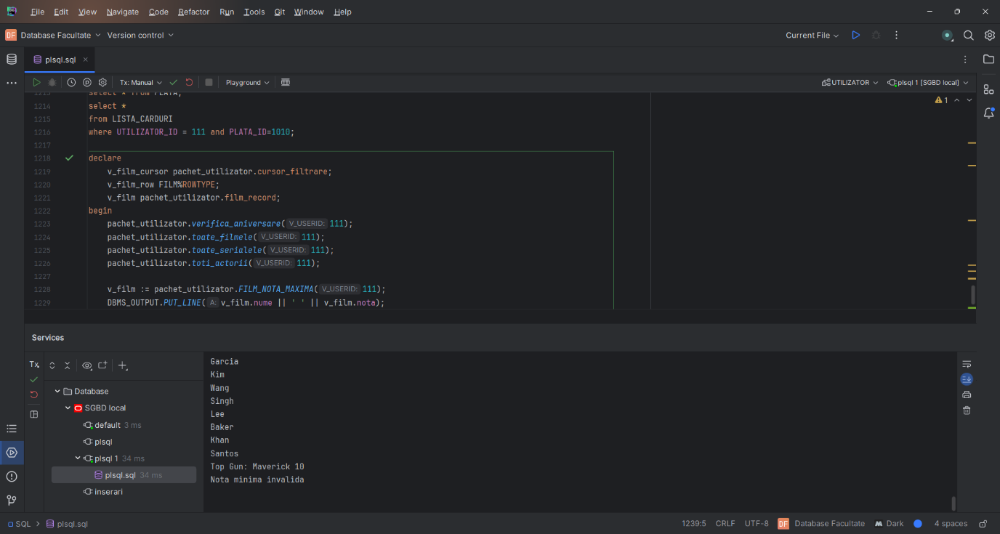 File Edit View Navigate Code Refactor Run Tools Git Window Help
DF Database Facultate Version control Current File
plsql.sql
Tx: Manual Playground UTILIZATOR plsql 1 [SGBD local]
1213 select * from PLATA;
1214 select *
1215 from LISTA_CARDURI
1216 where UTILIZATOR_ID = 111 and PLATA_ID=1010;
1217
1218 declare
1219 v_film_cursor pachet_utilizator.cursor_filtrare;
1220 v_film_row FILM%ROWTYPE;
1221 v_film pachet_utilizator.film_record;
1222 begin
1223 pachet_utilizator.verifica_aniversare( V_USERID: 111);
1224 pachet_utilizator.toate_filmele( V_USERID: 111);
1225 pachet_utilizator.toate_serialele( V_USERID: 111);
1226 pachet_utilizator.toti_actorii( V_USERID: 111);
1227
1228 v_film := pachet_utilizator.FILM_NOTA_MAXIMA( V_USERID: 111);
1229 DBMS_OUTPUT.PUT_LINE( A: v_film.nume || ' ' || v_film.nota);
1
Services
Tx
Database
SGBD local
default 3 ms
plsql
plsql 1 34 ms
plsql.sql 34 ms
inserari
Garcia
Kim
Wang
Singh
Lee
Baker
Khan
Santos
Top Gun: Maverick 10
Nota minima invalida
SQL > plsql.sql 1239:5 CRLF UTF-8 DF Database Facultate Dark 4 spaces